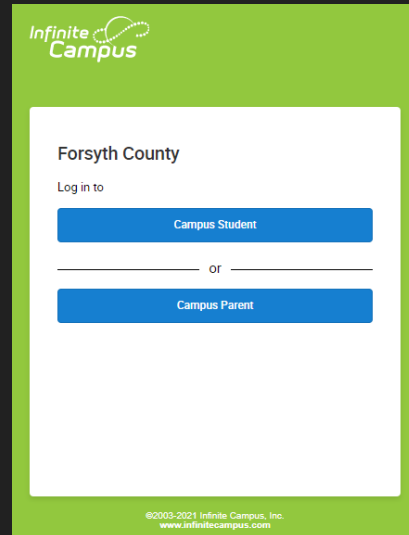 Infinite
Campus
Forsyth County
Log in to
Campus Student
or
Campus Parent
©2003-2021 Infinite Campus, Inc.
www.infinitecampus.com